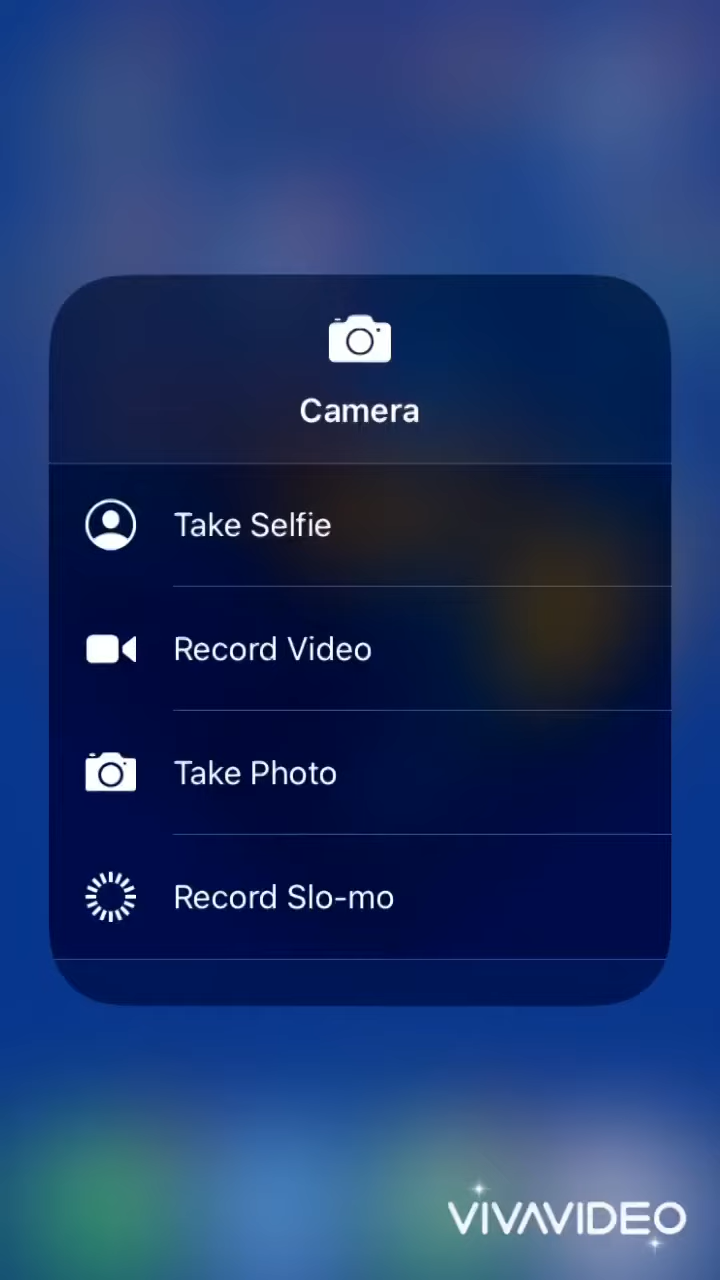 Camera
Take Selfie
Record Video
Take Photo
Record Slo-mo
VIVAVIDEO